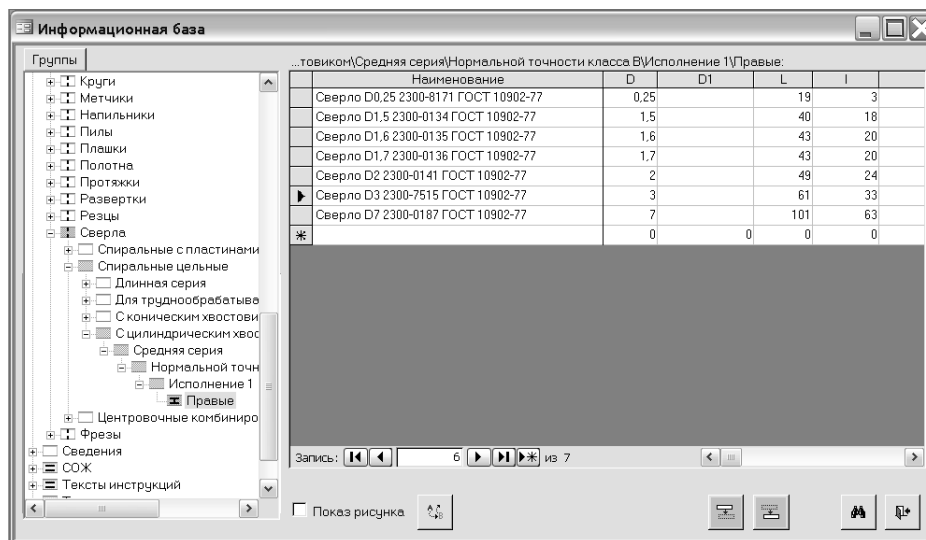 Информационная база
Группы
Круги
Метчики
Напильники
Пилы
Плашки
Полотна
Протяжки
Развертки
Резцы
Сверла
Спиральные с пластинами
Спиральные цельные
Длинная серия
Для труднообрабатыва
С коническим хвостови
С цилиндрическим хвос
Средняя серия
Нормальной точн
Исполнение 1
Правые
Центровочные комбиниро
Фрезы
Сведения
СОЖ
Тексты инструкций
...товиком\Средняя серия\Нормальной точности класса В\Исполнение 1\Правые:
Наименование D D1 L l
Сверло D0,25 2300-8171 ГОСТ 10902-77 0,25 19 3
Сверло D1,5 2300-0134 ГОСТ 10902-77 1,5 40 18
Сверло D1,6 2300-0135 ГОСТ 10902-77 1,6 43 20
Сверло D1,7 2300-0136 ГОСТ 10902-77 1,7 43 20
Сверло D2 2300-0141 ГОСТ 10902-77 2 49 24
Сверло D3 2300-7515 ГОСТ 10902-77 3 61 33
Сверло D7 2300-0187 ГОСТ 10902-77 7 101 63
0 0 0 0
Запись: 6 из 7
Показ рисунка